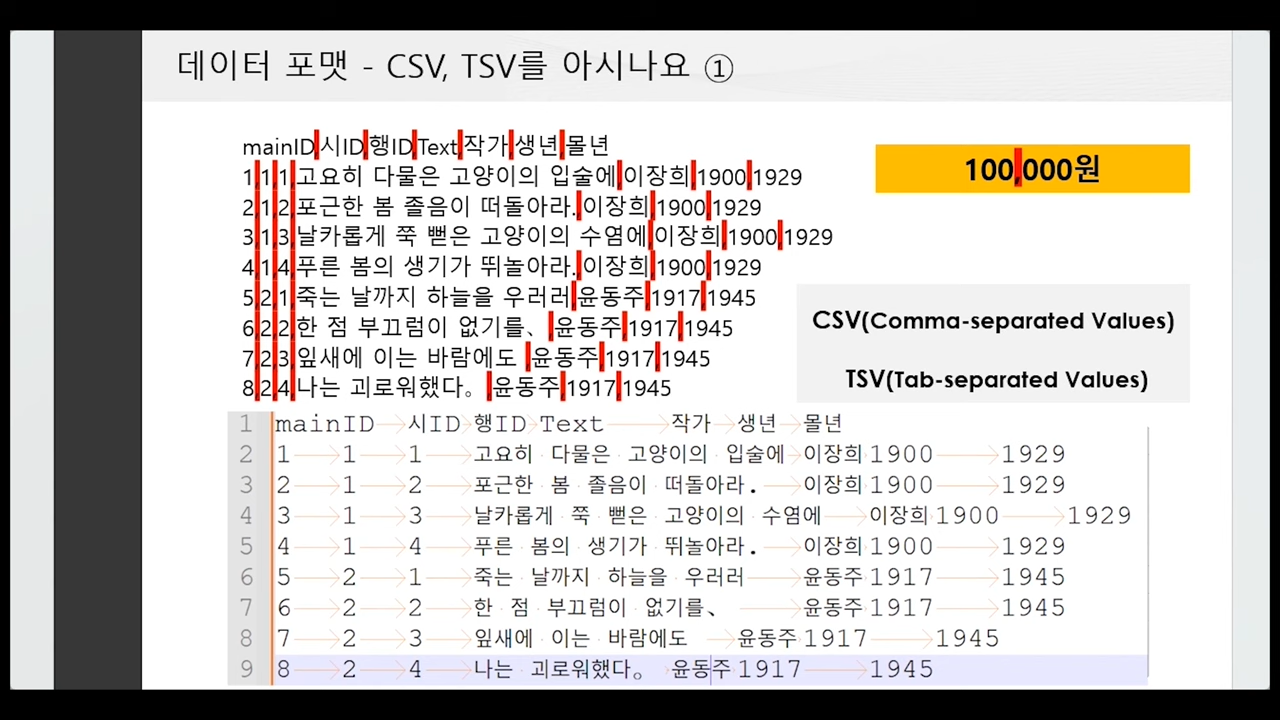 데이터 포맷 - CSV, TSV를 아시나요 ①
mainID,시ID,행ID,Text,작가,생년,몰년
1,1,1,고요히 다물은 고양이의 입술에,이장희,1900,1929
2,1,2,포근한 봄 졸음이 떠돌아라.,이장희,1900,1929
3,1,3,날카롭게 쭉 뻗은 고양이의 수염에,이장희,1900,1929
4,1,4,푸른 봄의 생기가 뛰놀아라.,이장희,1900,1929
5,2,1,죽는 날까지 하늘을 우러러,윤동주,1917,1945
6,2,2,한 점 부끄럼이 없기를、,윤동주,1917,1945
7,2,3,잎새에 이는 바람에도 ,윤동주,1917,1945
8,2,4,나는 괴로워했다。 ,윤동주,1917,1945
100,000원
CSV(Comma-separated Values)
TSV(Tab-separated Values)
1 mainID 시ID 행ID Text 작가 생년 몰년
2 1 1 1 고요히 다물은 고양이의 입술에 이장희 1900 1929
3 2 1 2 포근한 봄 졸음이 떠돌아라. 이장희 1900 1929
4 3 1 3 날카롭게 쭉 뻗은 고양이의 수염에 이장희 1900 1929
5 4 1 4 푸른 봄의 생기가 뛰놀아라. 이장희 1900 1929
6 5 2 1 죽는 날까지 하늘을 우러러 윤동주 1917 1945
7 6 2 2 한 점 부끄럼이 없기를、 윤동주 1917 1945
8 7 2 3 잎새에 이는 바람에도 윤동주 1917 1945
9 8 2 4 나는 괴로워했다。 윤동주 1917 1945